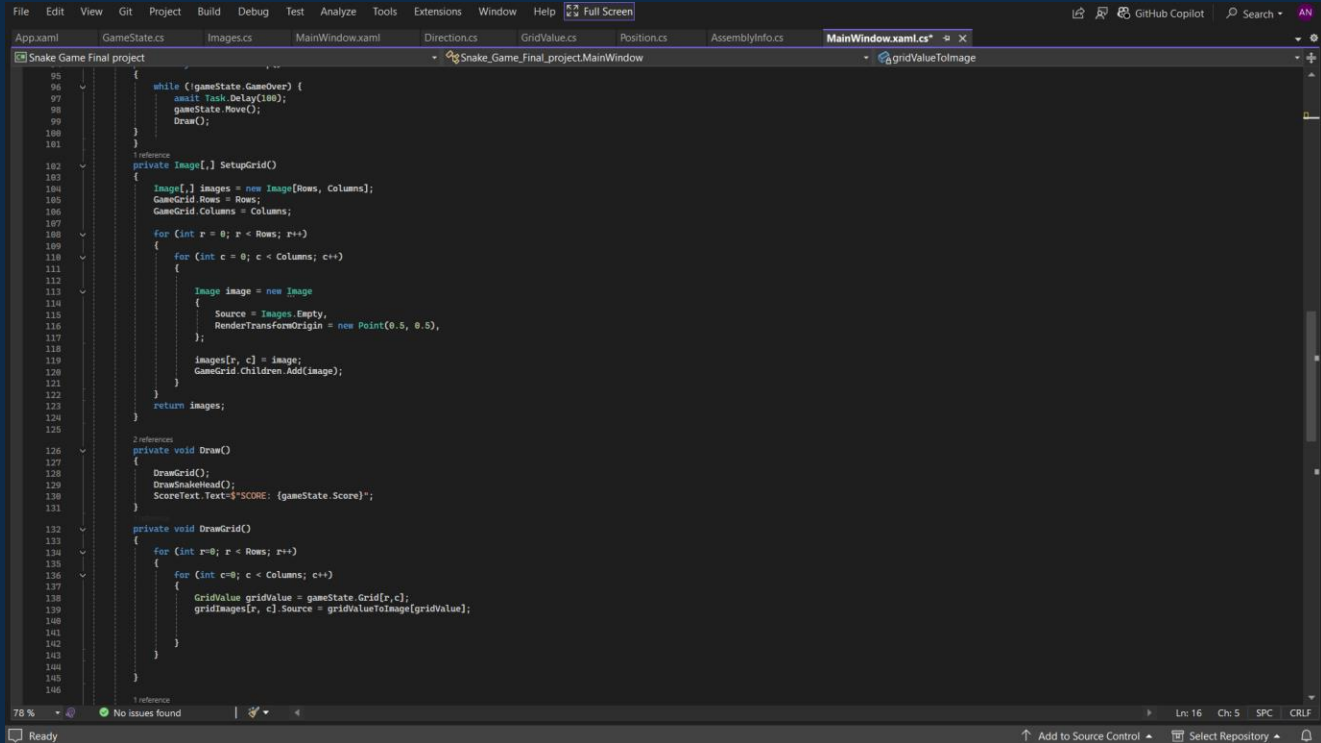 File Edit View Git Project Build Debug Test Analyze Tools Extensions Window Help Full Screen GitHub Copilot Search AN
App.xaml GameState.cs Images.cs MainWindow.xaml Direction.cs GridValue.cs Position.cs AssemblyInfo.cs MainWindow.xaml.cs*
Snake Game Final project Snake_Game_Final_project.MainWindow gridValueToImage
95 {
96 while (!gameState.GameOver) {
97 await Task.Delay(100);
98 gameState.Move();
99 Draw();
100 }
101 }
1 reference
102 private Image[,] SetupGrid()
103 {
104 Image[,] images = new Image[Rows, Columns];
105 GameGrid.Rows = Rows;
106 GameGrid.Columns = Columns;
107
108 for (int r = 0; r < Rows; r++)
109 {
110 for (int c = 0; c < Columns; c++)
111 {
112
113 Image image = new Image
114 {
115 Source = Images.Empty,
116 RenderTransformOrigin = new Point(0.5, 0.5),
117 };
118
119 images[r, c] = image;
120 GameGrid.Children.Add(image);
121 }
122 }
123 return images;
124 }
125
2 references
126 private void Draw()
127 {
128 DrawGrid();
129 DrawSnakeHead();
130 ScoreText.Text=$"SCORE: {gameState.Score}";
131 }
132 private void DrawGrid()
133 {
134 for (int r=0; r < Rows; r++)
135 {
136 for (int c=0; c < Columns; c++)
137 {
138 GridValue gridValue = gameState.Grid[r,c];
139 gridImages[r, c].Source = gridValueToImage[gridValue];
140
141
142 }
143 }
144
145 }
146
1 reference
78 % No issues found Ln: 16 Ch: 5 SPC CRLF
Ready Add to Source Control Select Repository